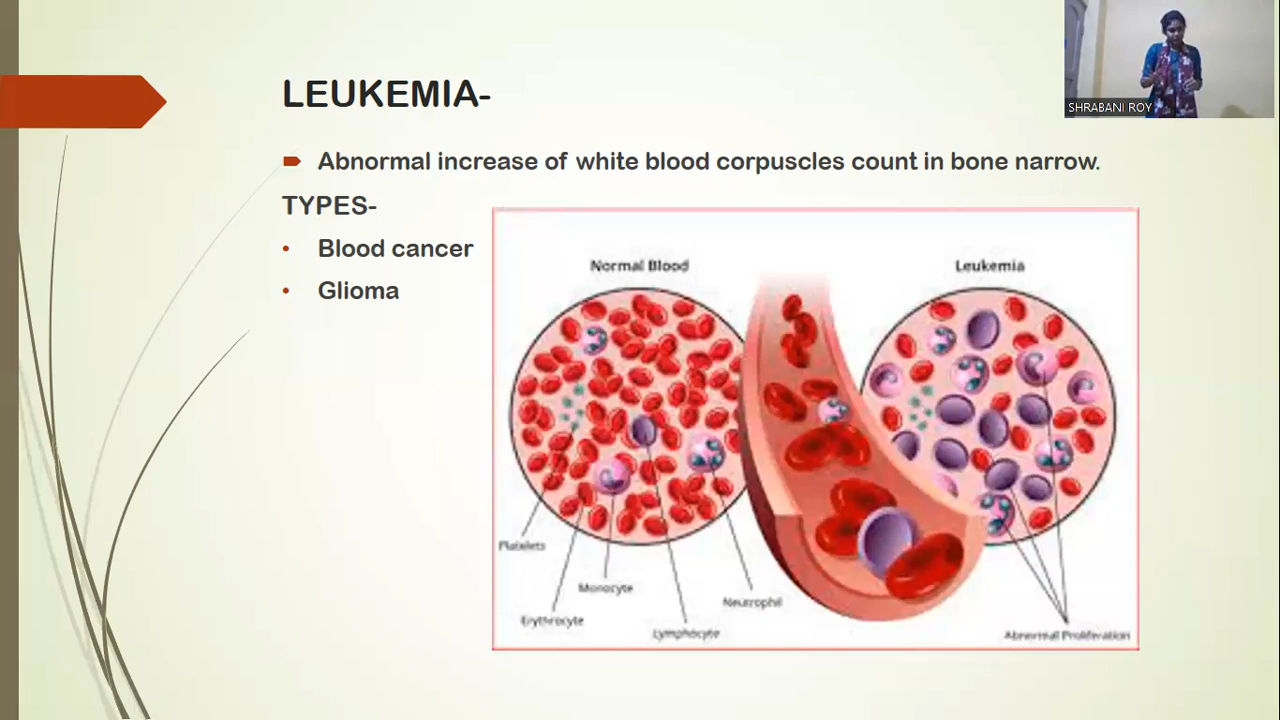 SHRABANI ROY
LEUKEMIA-
Abnormal increase of white blood corpuscles count in bone narrow.
TYPES-
• Blood cancer
• Glioma
Normal Blood
Leukemia
Platelets
Monocyte
Neutrophil
Erythrocyte
Lymphocyte
Abnormal Proliferation